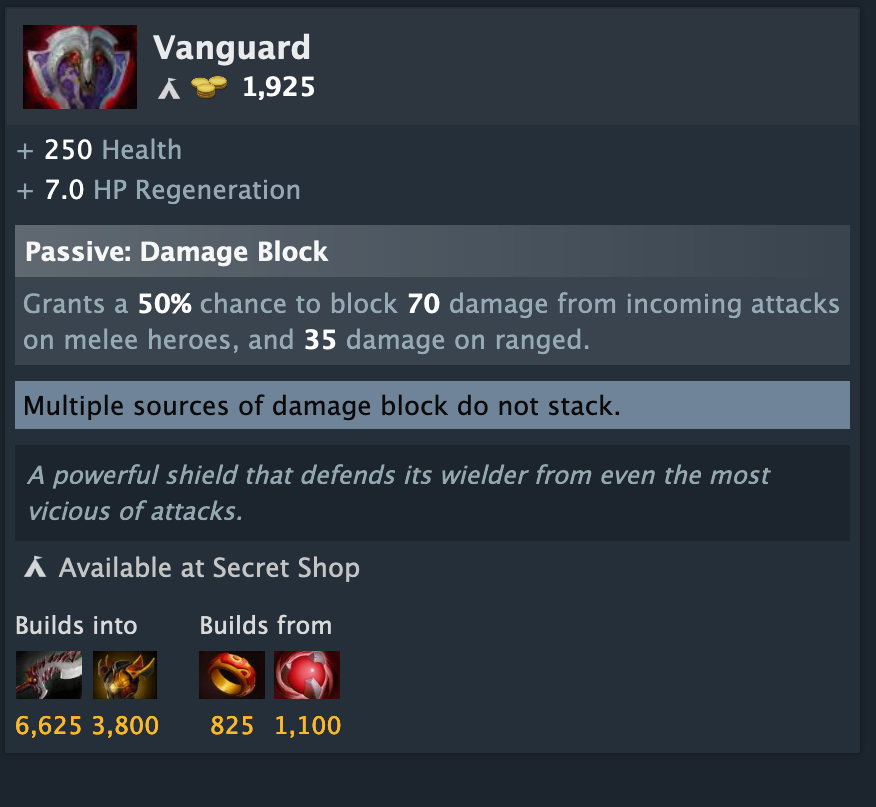 Vanguard
1,925
+ 250 Health
+ 7.0 HP Regeneration
Passive: Damage Block
Grants a 50% chance to block 70 damage from incoming attacks
on melee heroes, and 35 damage on ranged.
Multiple sources of damage block do not stack.
A powerful shield that defends its wielder from even the most
vicious of attacks.
Available at Secret Shop
Builds into Builds from
6,625 3,800 825 1,100